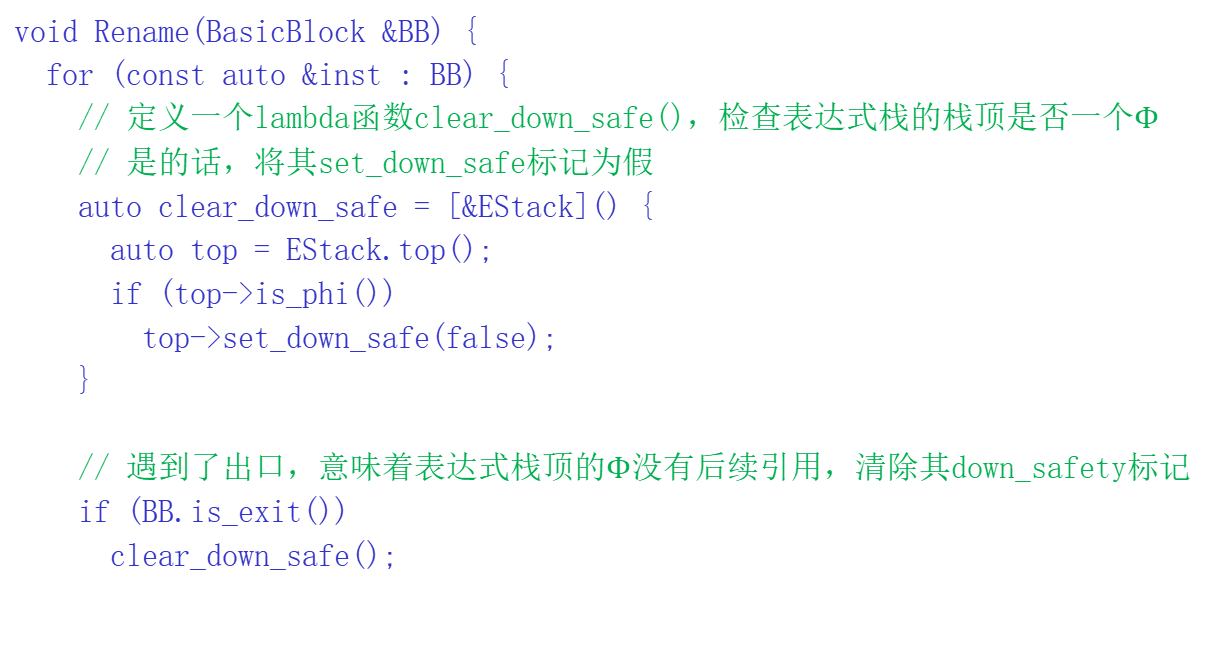 void Rename(BasicBlock &BB) {
  for (const auto &inst : BB) {
    // 定义一个lambda函数clear_down_safe()，检查表达式栈的栈顶是否一个Φ
    // 是的话，将其set_down_safe标记为假
    auto clear_down_safe = [&EStack]() {
      auto top = EStack.top();
      if (top->is_phi())
        top->set_down_safe(false);
    }
    // 遇到了出口，意味着表达式栈顶的Φ没有后续引用，清除其down_safety标记
    if (BB.is_exit())
      clear_down_safe();